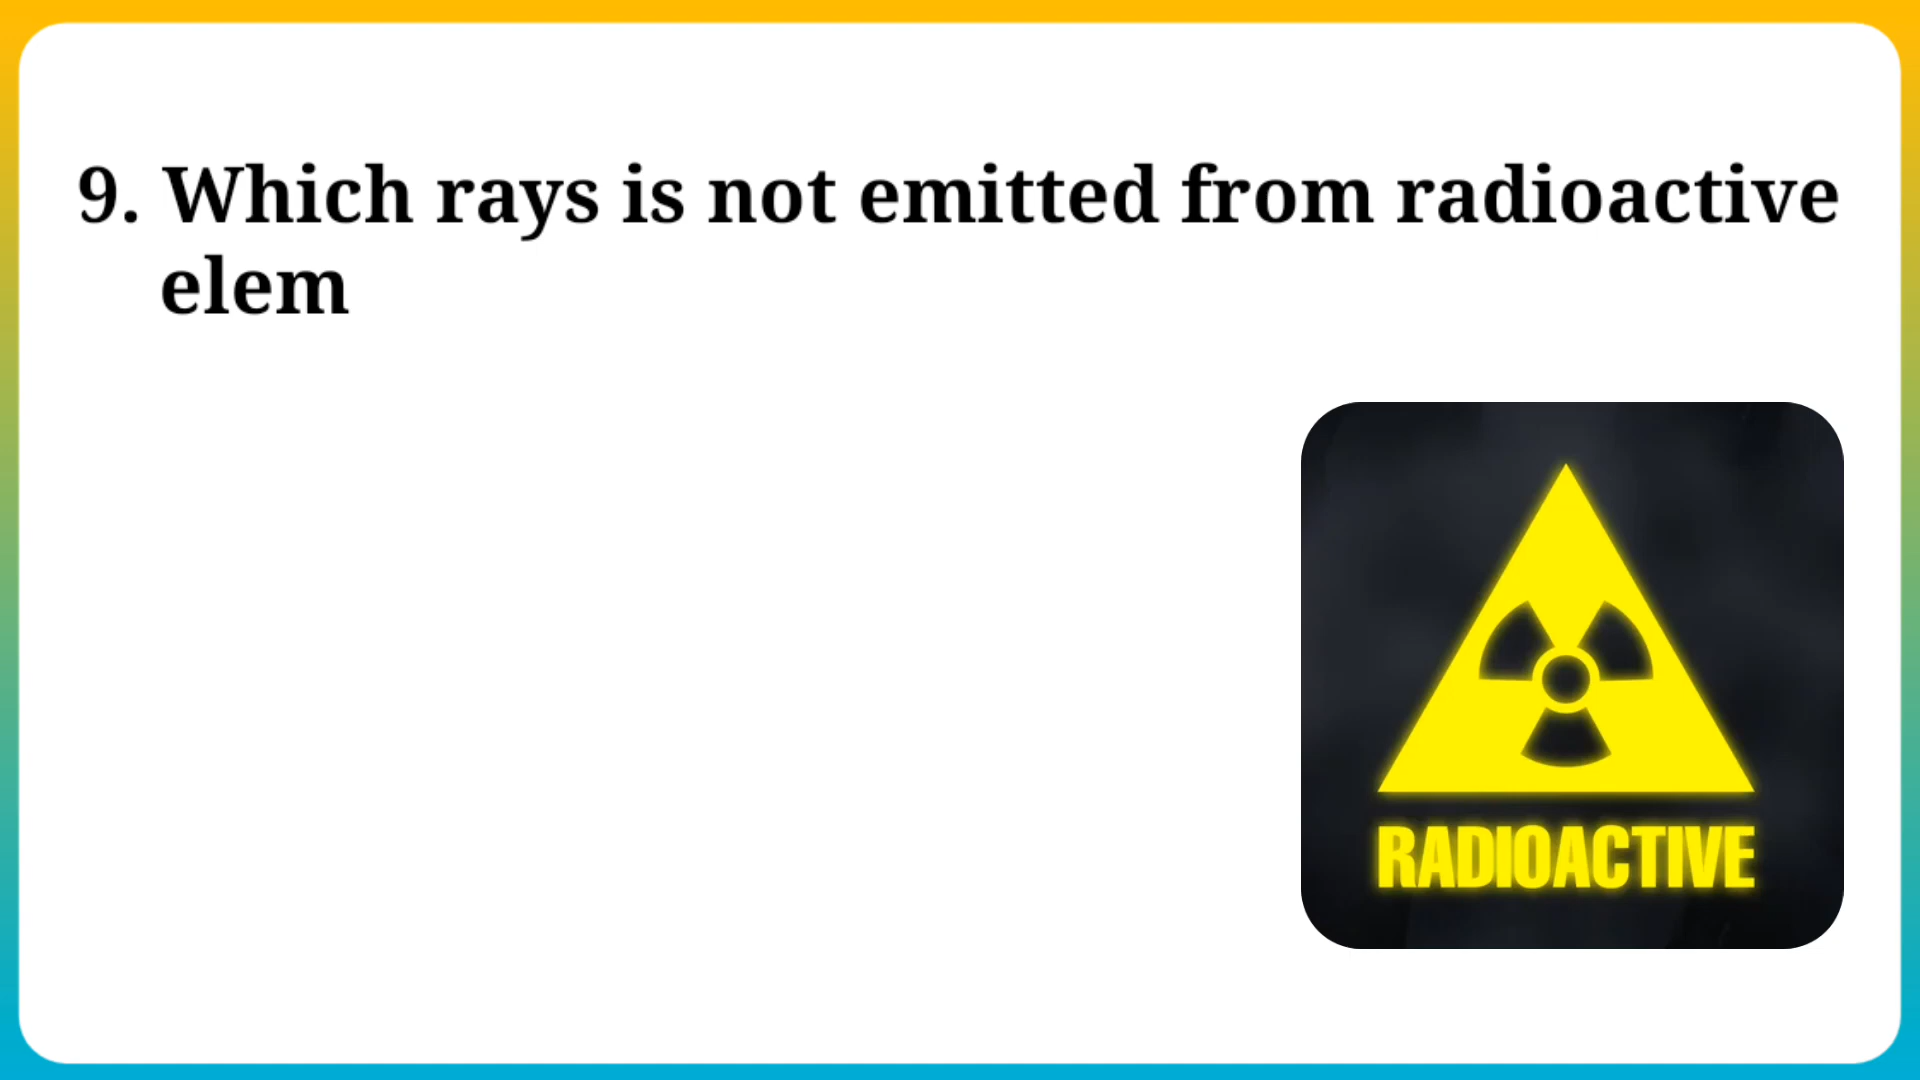 9. Which rays is not emitted from radioactive
elem
RADIOACTIVE